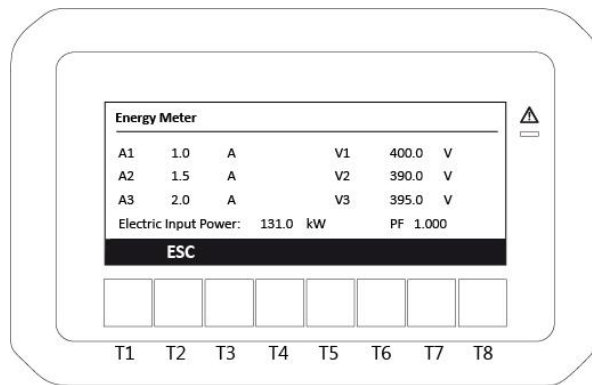 Energy Meter
A1 1.0 A V1 400.0 V
A2 1.5 A V2 390.0 V
A3 2.0 A V3 395.0 V
Electric Input Power: 131.0 kW PF 1.000
ESC
T1 T2 T3 T4 T5 T6 T7 T8